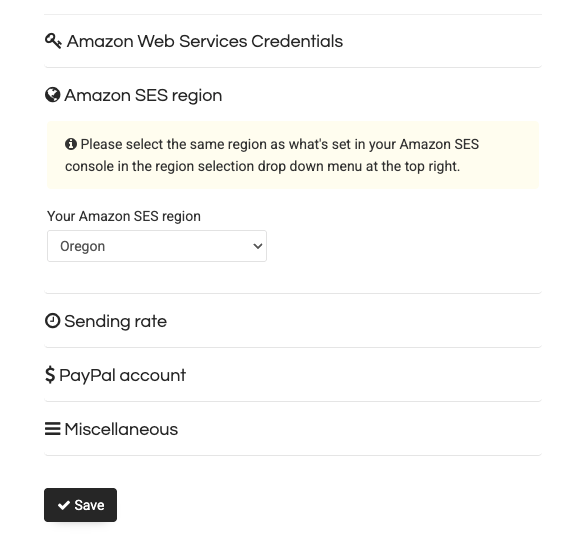 Amazon Web Services Credentials
Amazon SES region
Please select the same region as what's set in your Amazon SES
console in the region selection drop down menu at the top right.
Your Amazon SES region
Oregon
Sending rate
PayPal account
Miscellaneous
Save